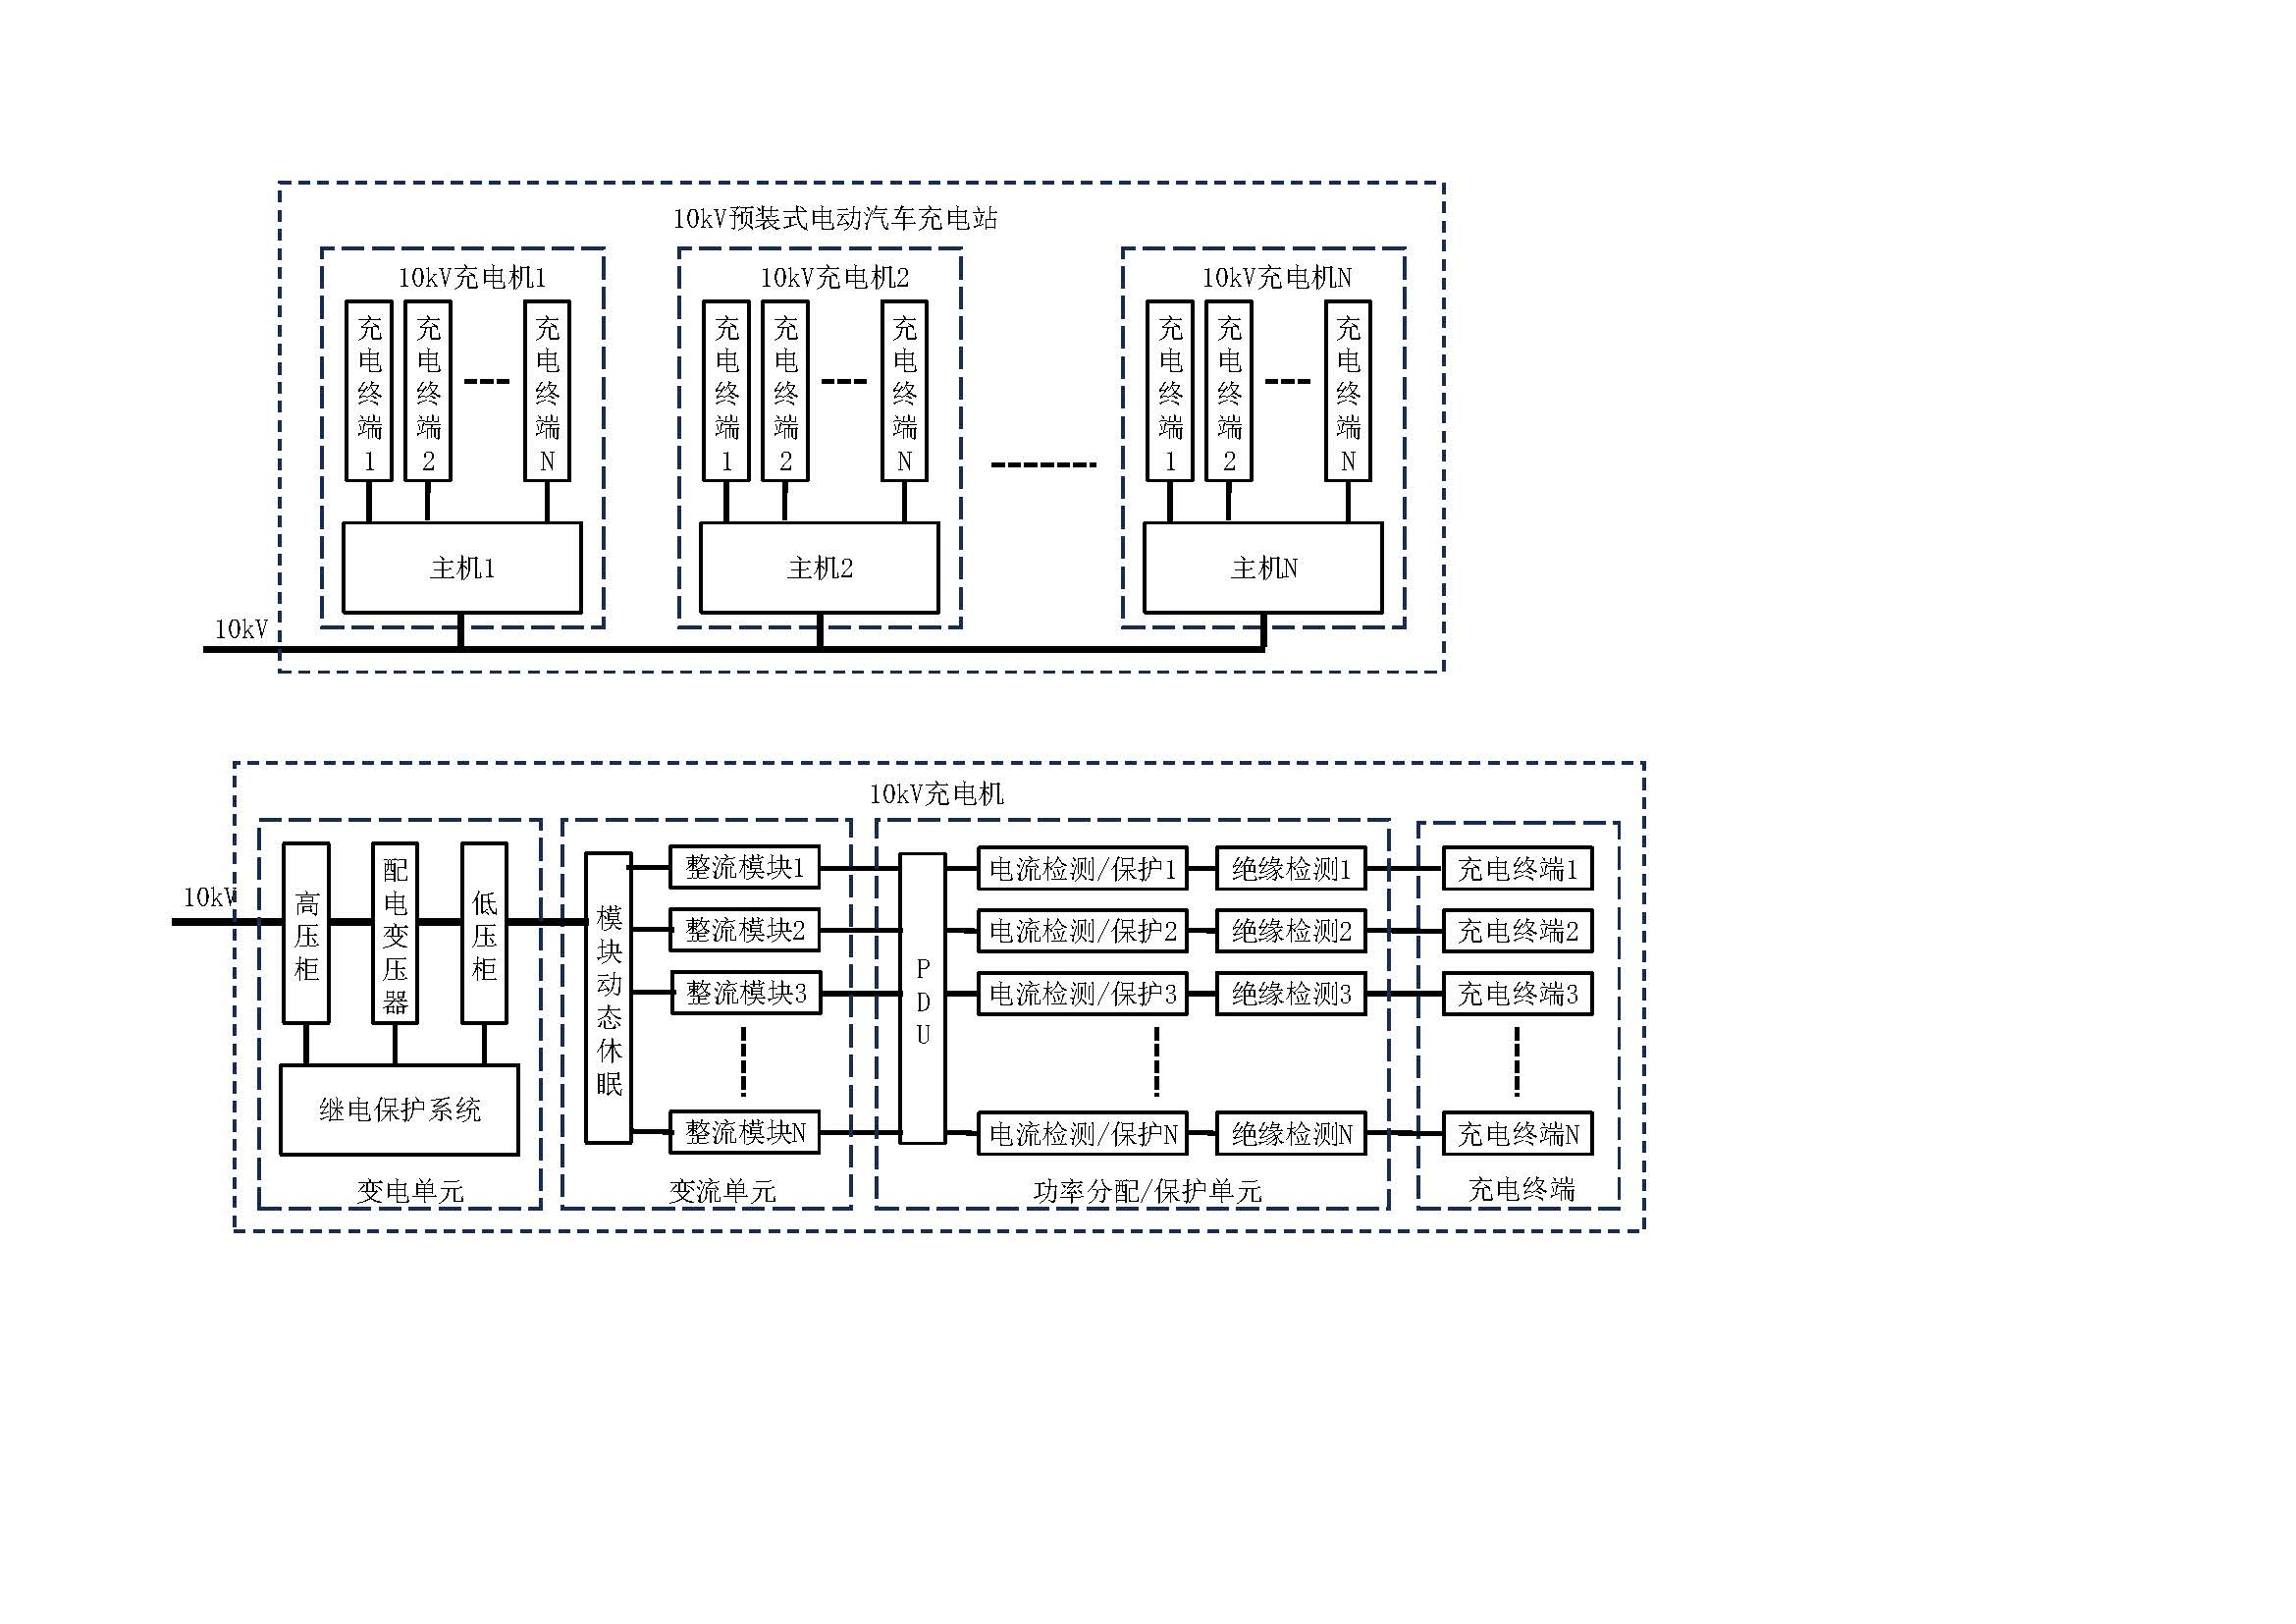 10kV预装式电动汽车充电站
10kV充电机1
充电终端1
充电终端2
充电终端N
主机1
10kV充电机2
充电终端1
充电终端2
充电终端N
主机2
10kV充电机N
充电终端1
充电终端2
充电终端N
主机N
10kV
10kV充电机
10kV
高压柜
配电变压器
低压柜
继电保护系统
变电单元
模块动态休眠
整流模块1
整流模块2
整流模块3
整流模块N
变流单元
PDU
电流检测/保护1
绝缘检测1
电流检测/保护2
绝缘检测2
电流检测/保护3
绝缘检测3
电流检测/保护N
绝缘检测N
功率分配/保护单元
充电终端1
充电终端2
充电终端3
充电终端N
充电终端